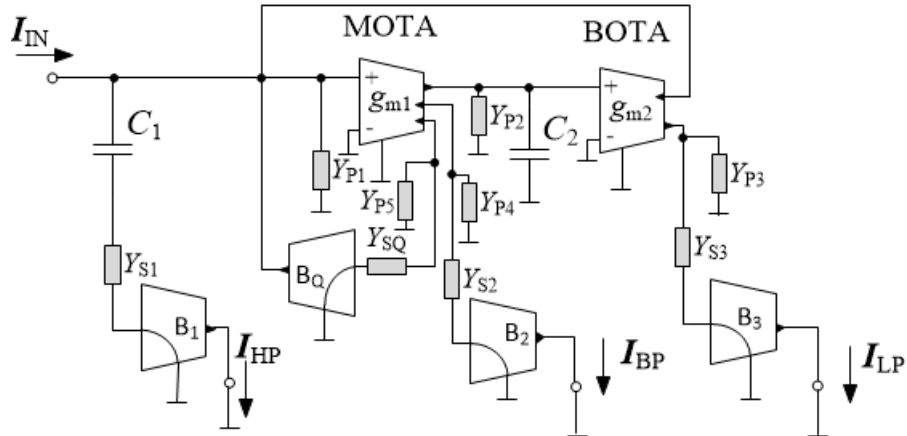 MOTA
BOTA
I_IN
+
g_m1
-
+
g_m2
-
C_1
Y_P1
Y_P2
C_2
Y_P3
Y_P5
Y_P4
Y_SQ
B_Q
Y_S1
Y_S2
Y_S3
B_1
B_2
B_3
I_HP
I_BP
I_LP